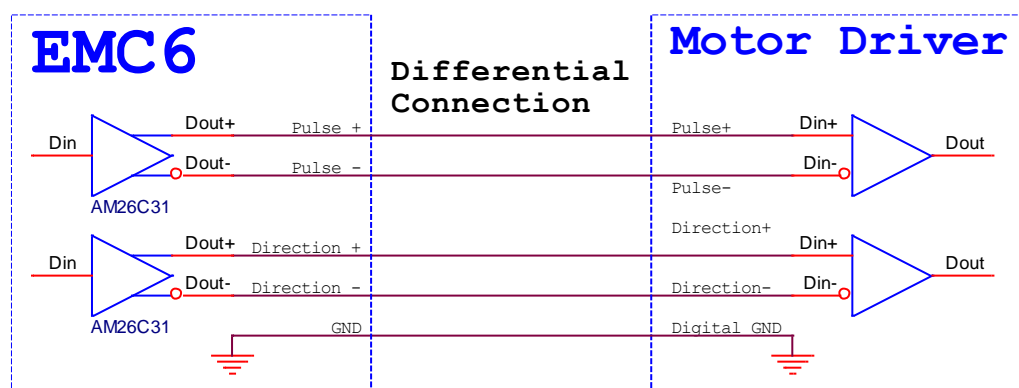 EMC6
Motor Driver
Differential
Connection
Din
Dout+
Pulse +
Pulse+
Din+
Dout
Dout-
Pulse -
Din-
Pulse-
AM26C31
Direction+
Din
Dout+
Direction +
Din+
Dout
Dout-
Direction -
Direction-
Din-
AM26C31
GND
Digital GND